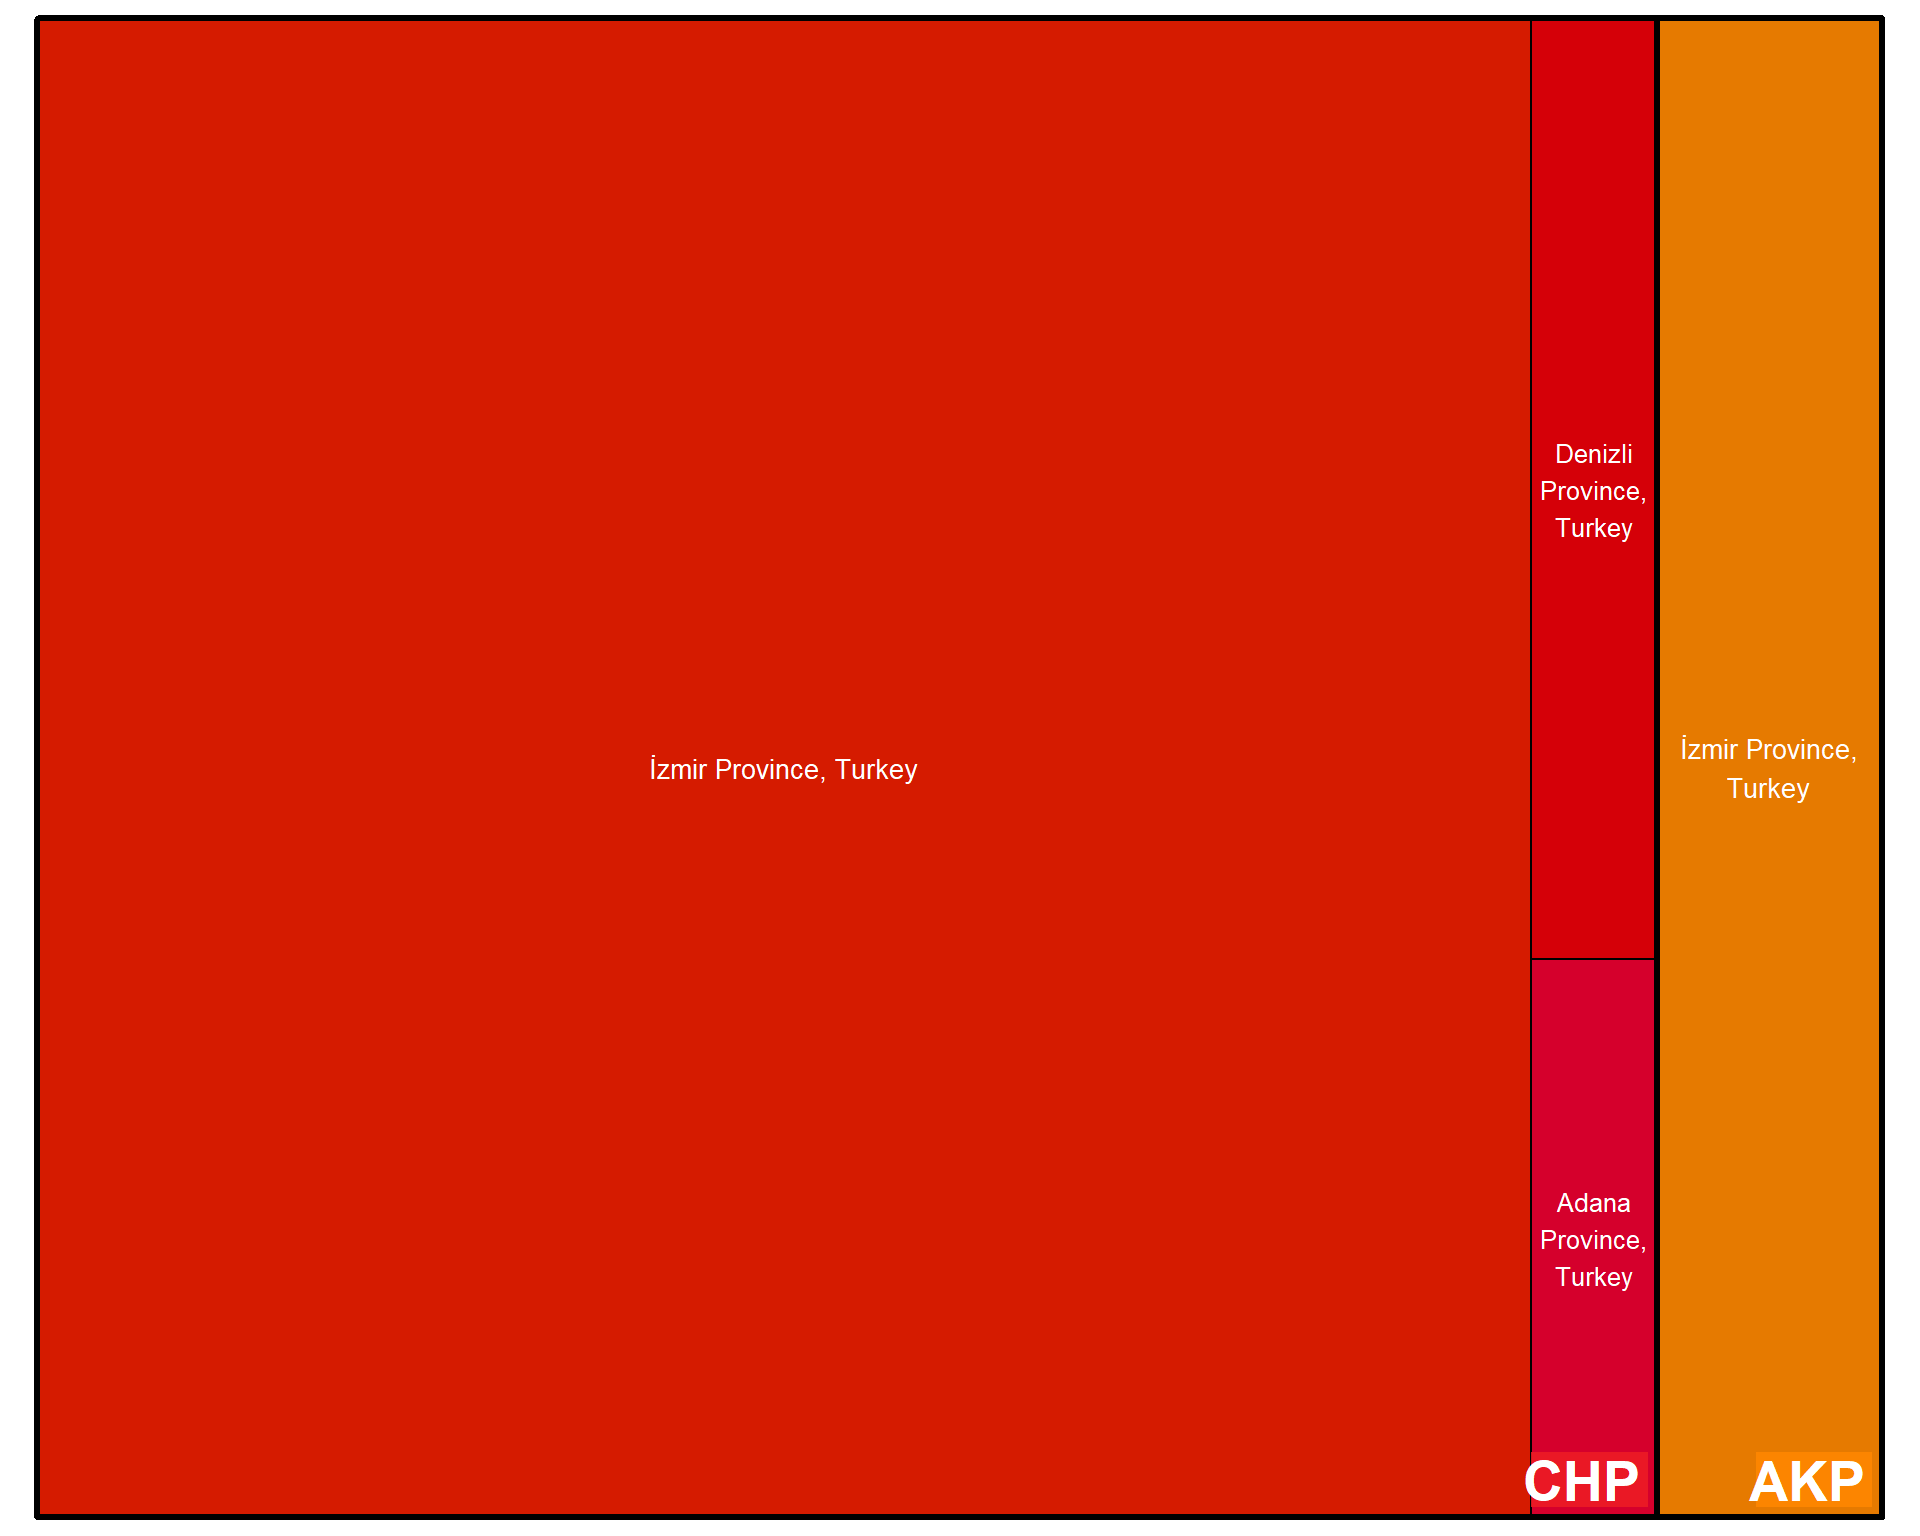 İzmir Province, Turkey
Denizli
Province,
Turkey
Adana
Province,
Turkey
CHP
İzmir Province,
Turkey
AKP